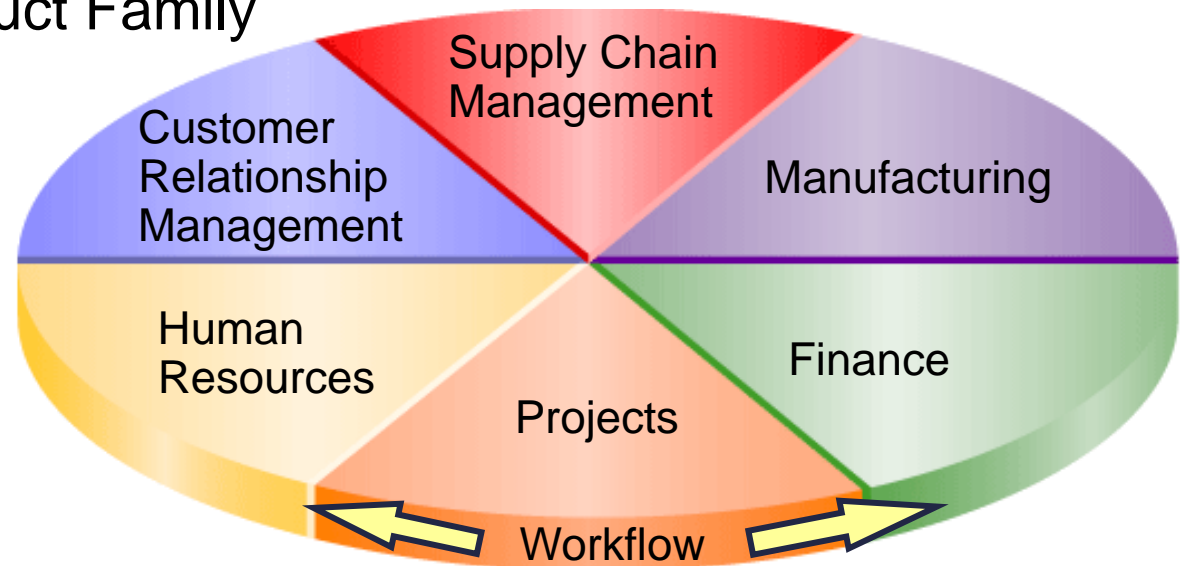 uct Family
Supply Chain
Management
Customer
Relationship
Management
Manufacturing
Human
Resources
Finance
Projects
Workflow